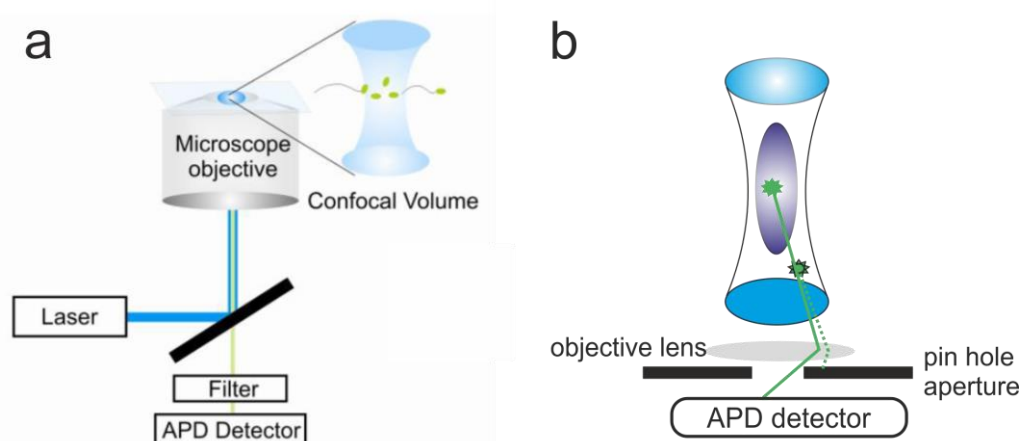 a
Microscope
objective
Confocal Volume
Laser
Filter
APD Detector
b
objective lens
pin hole
aperture
APD detector